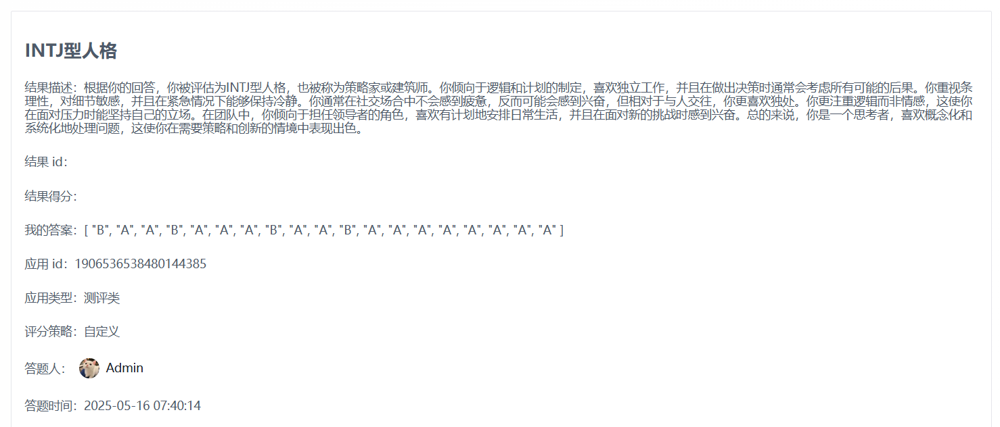 INTJ型人格
结果描述：根据你的回答，你被评估为INTJ型人格，也被称为策略家或建筑师。你倾向于逻辑和计划的制定，喜欢独立工作，并且在做出决策时通常会考虑所有可能的后果。你重视条
理性，对细节敏感，并且在紧急情况下能够保持冷静。你通常在社交场合中不会感到疲惫，反而可能会感到兴奋，但相对于与人交往，你更喜欢独处。你更注重逻辑而非情感，这使你
在面对压力时能坚持自己的立场。在团队中，你倾向于担任领导者的角色，喜欢有计划地安排日常生活，并且在面对新的挑战时感到兴奋。总的来说，你是一个思考者，喜欢概念化和
系统化地处理问题，这使你在需要策略和创新的情境中表现出色。
结果 id：
结果得分：
我的答案：[ "B", "A", "A", "B", "A", "A", "A", "B", "A", "A", "B", "A", "A", "A", "A", "A", "A", "A", "A" ]
应用 id：1906536538480144385
应用类型：测评类
评分策略：自定义
答题人： Admin
答题时间：2025-05-16 07:40:14